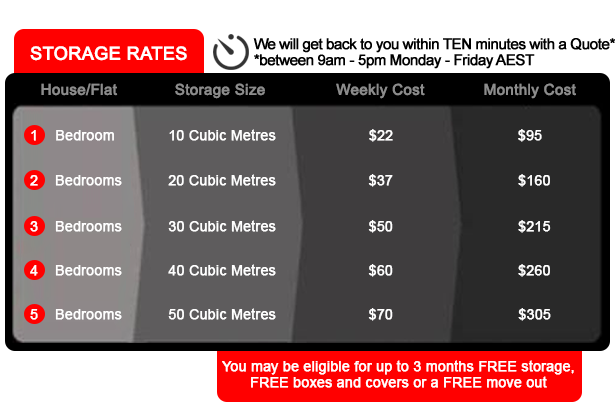 STORAGE RATES
We will get back to you within TEN minutes with a Quote*
*between 9am - 5pm Monday - Friday AEST
House/Flat Storage Size Weekly Cost Monthly Cost
1 Bedroom 10 Cubic Metres $22 $95
2 Bedrooms 20 Cubic Metres $37 $160
3 Bedrooms 30 Cubic Metres $50 $215
4 Bedrooms 40 Cubic Metres $60 $260
5 Bedrooms 50 Cubic Metres $70 $305
You may be eligible for up to 3 months FREE storage,
FREE boxes and covers or a FREE move out